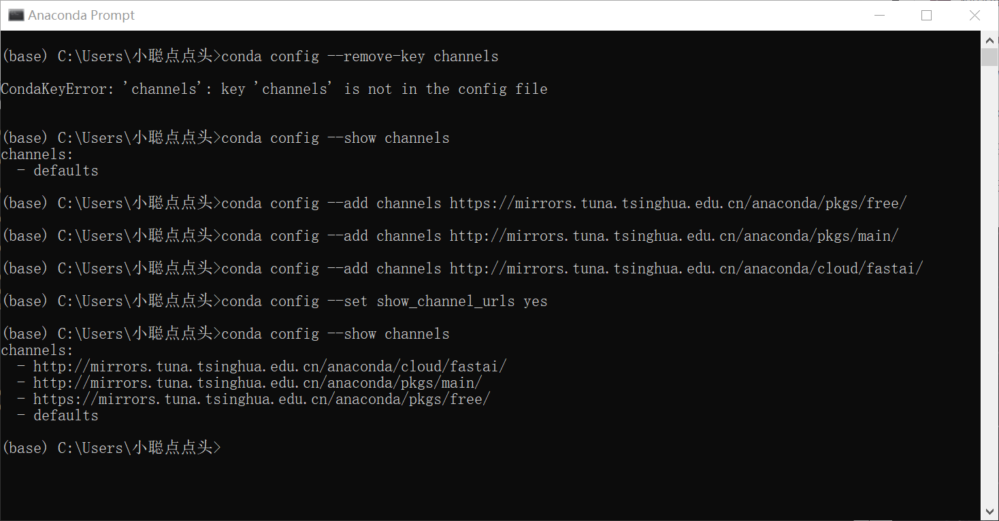 Anaconda Prompt
(base) C:\Users\小聪点点头>conda config --remove-key channels
CondaKeyError: 'channels': key 'channels' is not in the config file
(base) C:\Users\小聪点点头>conda config --show channels
channels:
  - defaults
(base) C:\Users\小聪点点头>conda config --add channels https://mirrors.tuna.tsinghua.edu.cn/anaconda/pkgs/free/
(base) C:\Users\小聪点点头>conda config --add channels http://mirrors.tuna.tsinghua.edu.cn/anaconda/pkgs/main/
(base) C:\Users\小聪点点头>conda config --add channels http://mirrors.tuna.tsinghua.edu.cn/anaconda/cloud/fastai/
(base) C:\Users\小聪点点头>conda config --set show_channel_urls yes
(base) C:\Users\小聪点点头>conda config --show channels
channels:
  - http://mirrors.tuna.tsinghua.edu.cn/anaconda/cloud/fastai/
  - http://mirrors.tuna.tsinghua.edu.cn/anaconda/pkgs/main/
  - https://mirrors.tuna.tsinghua.edu.cn/anaconda/pkgs/free/
  - defaults
(base) C:\Users\小聪点点头>